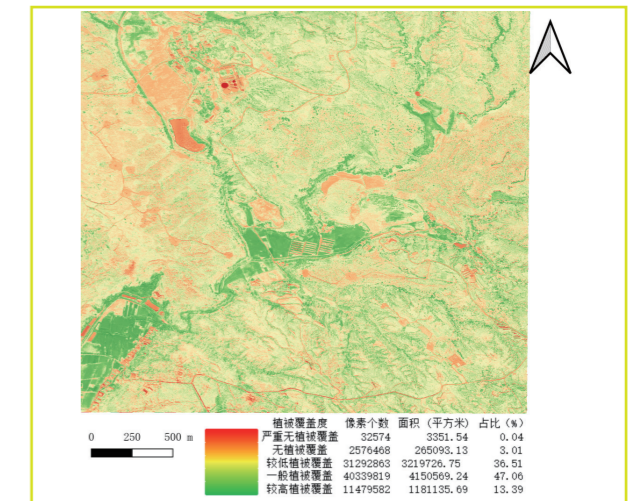 0 250 500 m
植被覆盖度 像素个数 面积（平方米） 占比（%）
严重无植被覆盖 32574 3351.54 0.04
无植被覆盖 2576468 265093.13 3.01
较低植被覆盖 31292863 3219726.75 36.51
一般植被覆盖 40339819 4150569.24 47.06
较高植被覆盖 11479582 1181135.69 13.39